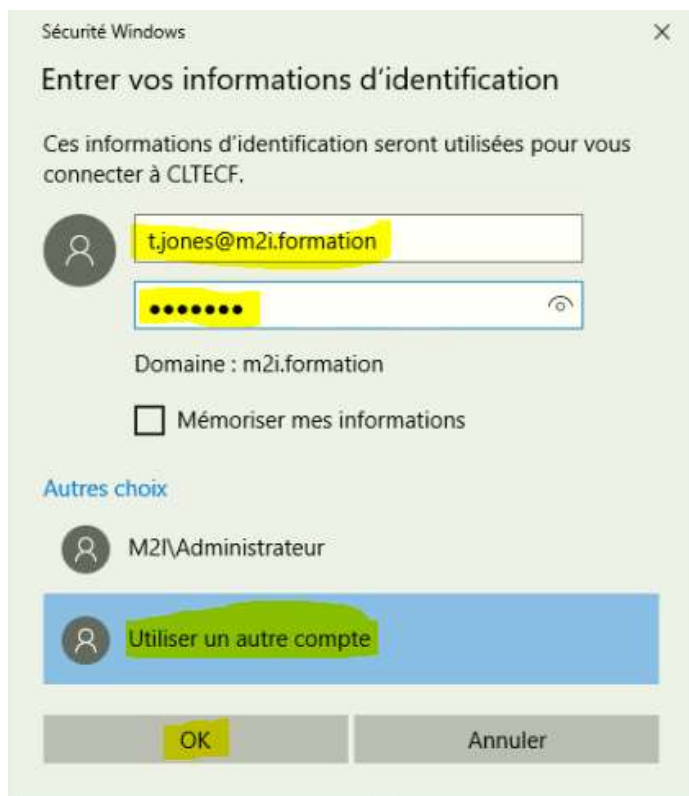 Sécurité Windows
Entrer vos informations d'identification
Ces informations d'identification seront utilisées pour vous
connecter à CLTECF.
t.jones@m2i.formation
•••••••
Domaine : m2i.formation
Mémoriser mes informations
Autres choix
M2I\Administrateur
Utiliser un autre compte
OK
Annuler